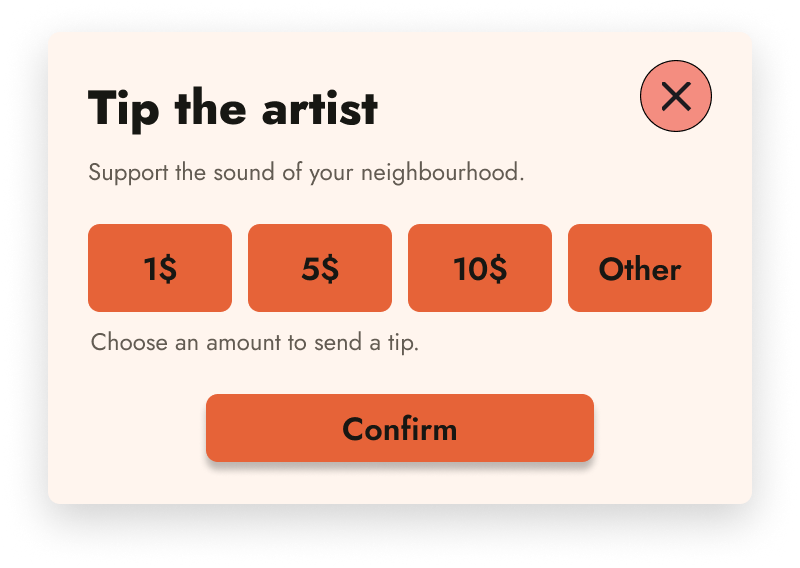 Tip the artist
Support the sound of your neighbourhood.
1$ 5$ 10$ Other
Choose an amount to send a tip.
Confirm